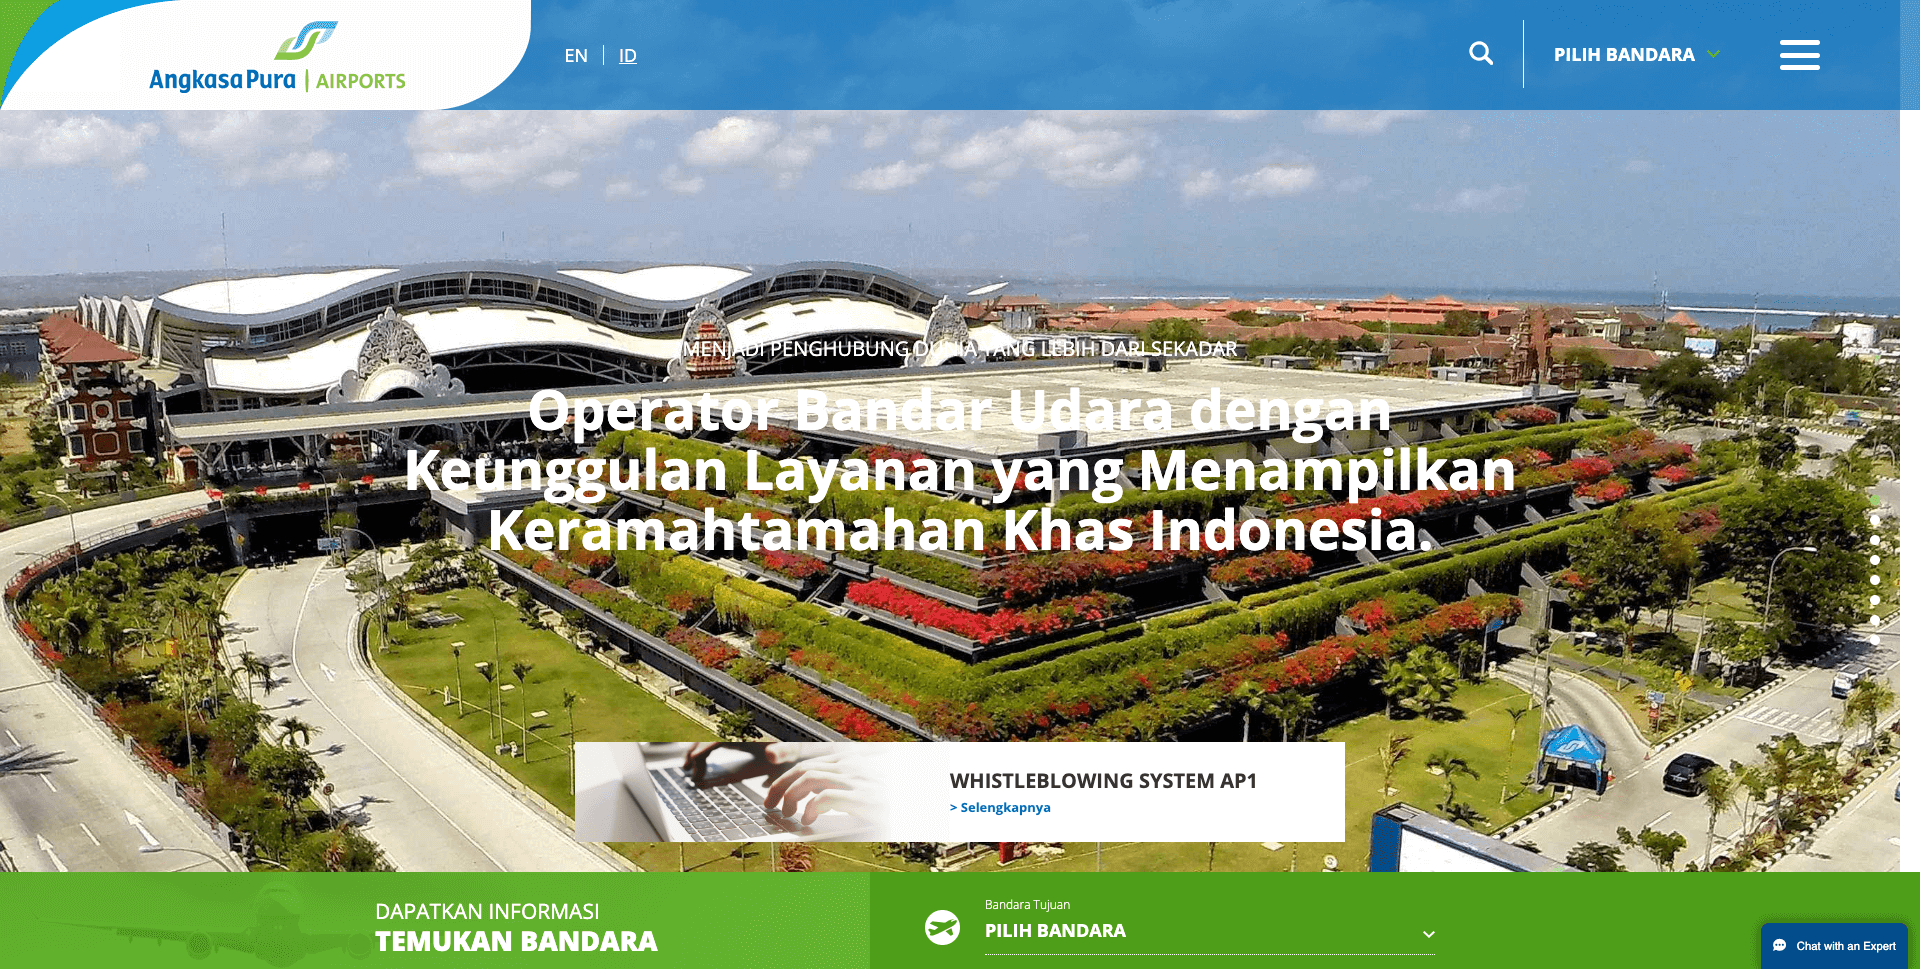 AngkasaPura | AIRPORTS
EN | ID
PILIH BANDARA
MENJADI PENGHUBUNG DUNIA YANG LEBIH DARI SEKADAR
Operator Bandar Udara dengan
Keunggulan Layanan yang Menampilkan
Keramahtamahan Khas Indonesia.
WHISTLEBLOWING SYSTEM AP1
> Selengkapnya
DAPATKAN INFORMASI
TEMUKAN BANDARA
Bandara Tujuan
PILIH BANDARA
Chat with an Expert